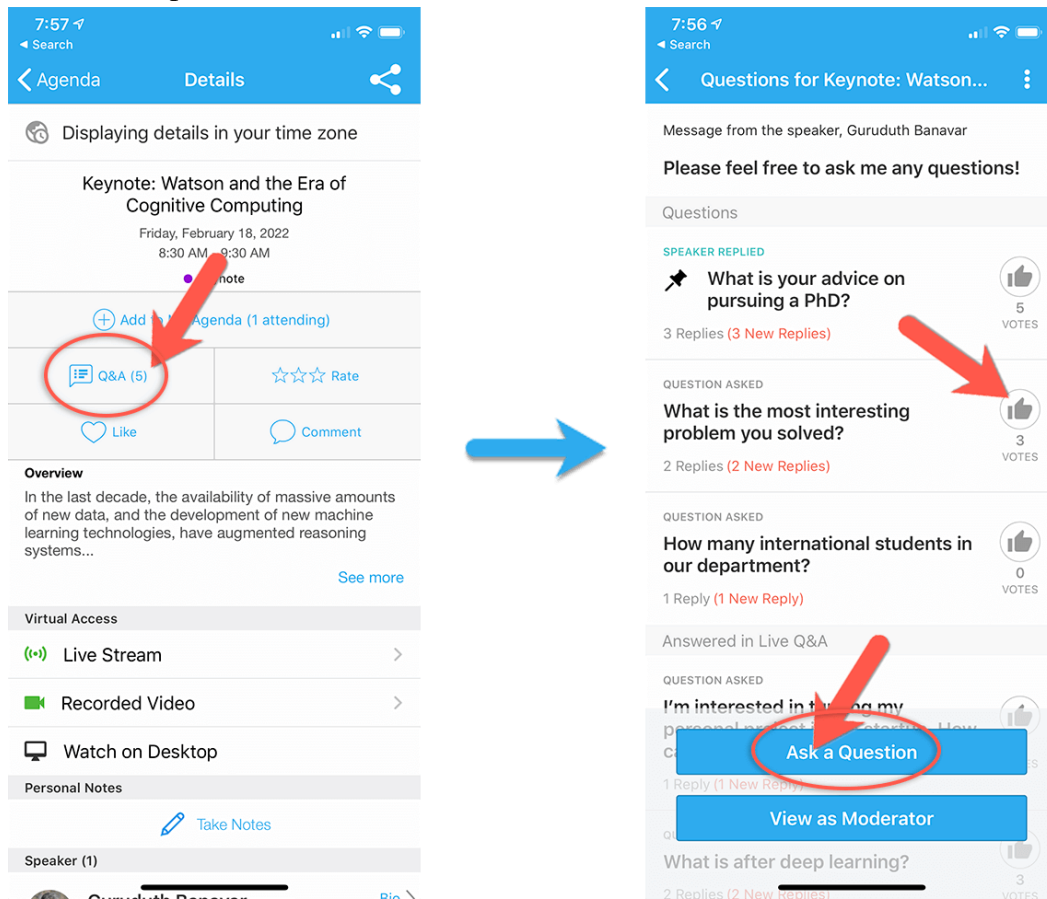 7:57
Search
Agenda
Details
Displaying details in your time zone
Keynote: Watson and the Era of
Cognitive Computing
Friday, February 18, 2022
8:30 AM 9:30 AM
note
Add to Agenda (1 attending)
Q&A (5)
Rate
Like
Comment
Overview
In the last decade, the availability of massive amounts
of new data, and the development of new machine
learning technologies, have augmented reasoning
systems...
See more
Virtual Access
Live Stream
Recorded Video
Watch on Desktop
Personal Notes
Take Notes
Speaker (1)
Guruduth Banavar
Bio
7:56
Search
Questions for Keynote: Watson...
Message from the speaker, Guruduth Banavar
Please feel free to ask me any questions!
Questions
SPEAKER REPLIED
What is your advice on
pursuing a PhD?
5
VOTES
3 Replies (3 New Replies)
QUESTION ASKED
What is the most interesting
problem you solved?
3
VOTES
2 Replies (2 New Replies)
QUESTION ASKED
How many international students in
our department?
0
VOTES
1 Reply (1 New Reply)
Answered in Live Q&A
QUESTION ASKED
I'm interested in my
personal project How
Ask a Question
1 Reply (1 New Reply)
View as Moderator
What is after deep learning?
3
VOTES
2 Replies (2 New Replies)